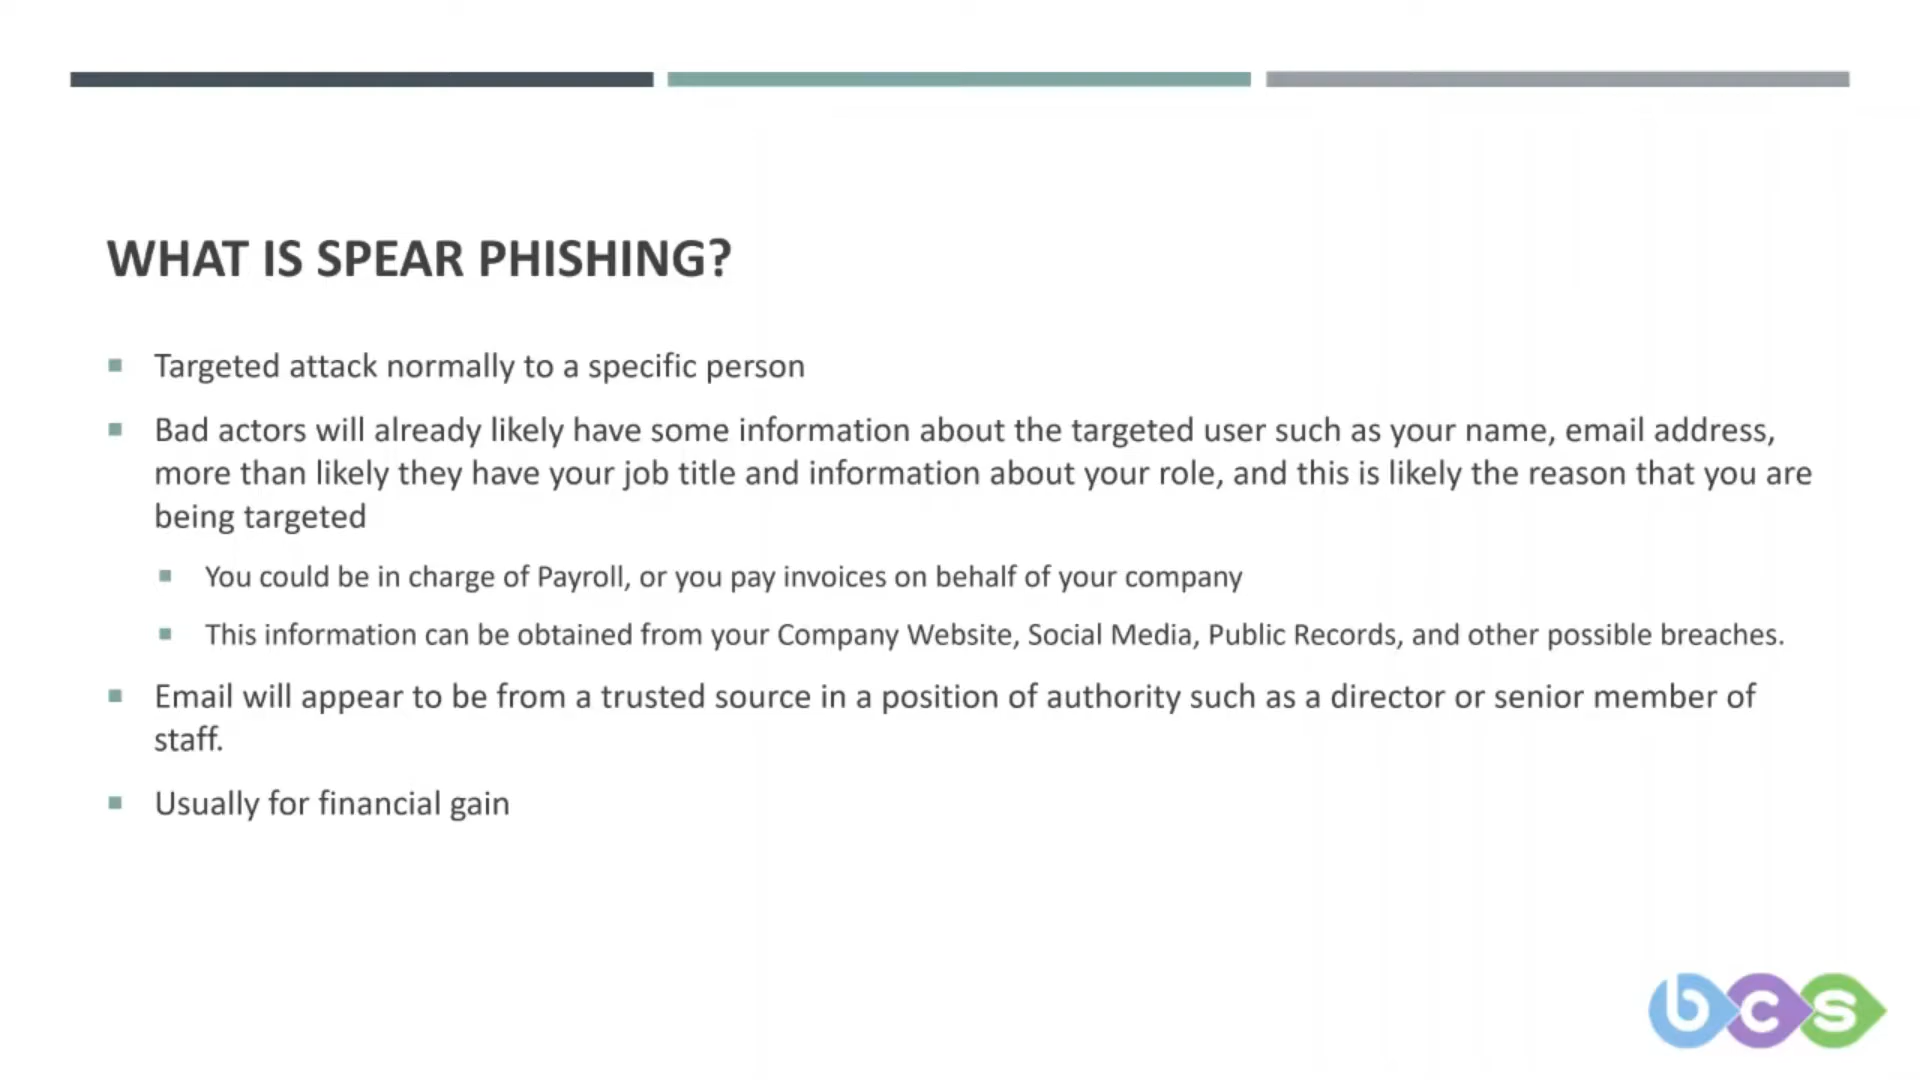 WHAT IS SPEAR PHISHING?
Targeted attack normally to a specific person
Bad actors will already likely have some information about the targeted user such as your name, email address,
more than likely they have your job title and information about your role, and this is likely the reason that you are
being targeted
You could be in charge of Payroll, or you pay invoices on behalf of your company
This information can be obtained from your Company Website, Social Media, Public Records, and other possible breaches.
Email will appear to be from a trusted source in a position of authority such as a director or senior member of
staff.
Usually for financial gain
bcs